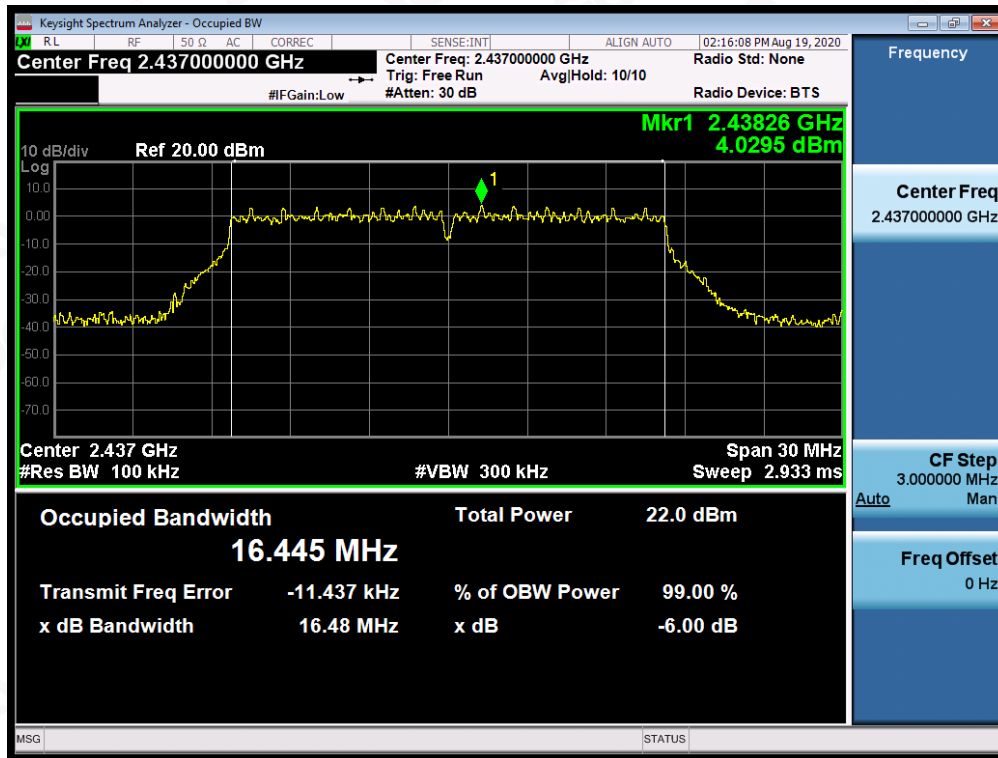 Keysight Spectrum Analyzer - Occupied BW
LXI RL RF 50 Ω AC CORREC SENSE:INT ALIGN AUTO 02:16:08 PM Aug 19, 2020
Center Freq 2.437000000 GHz
Center Freq: 2.437000000 GHz Radio Std: None
Trig: Free Run Avg|Hold: 10/10
#IFGain:Low #Atten: 30 dB Radio Device: BTS
Mkr1 2.43826 GHz
4.0295 dBm
10 dB/div Ref 20.00 dBm
Log
10.0
0.00
-10.0
-20.0
-30.0
-40.0
-50.0
-60.0
-70.0
1
Center 2.437 GHz Span 30 MHz
#Res BW 100 kHz #VBW 300 kHz Sweep 2.933 ms
Occupied Bandwidth Total Power 22.0 dBm
16.445 MHz
Transmit Freq Error -11.437 kHz % of OBW Power 99.00 %
x dB Bandwidth 16.48 MHz x dB -6.00 dB
MSG STATUS
Frequency
Center Freq
2.437000000 GHz
CF Step
3.000000 MHz
Auto Man
Freq Offset
0 Hz